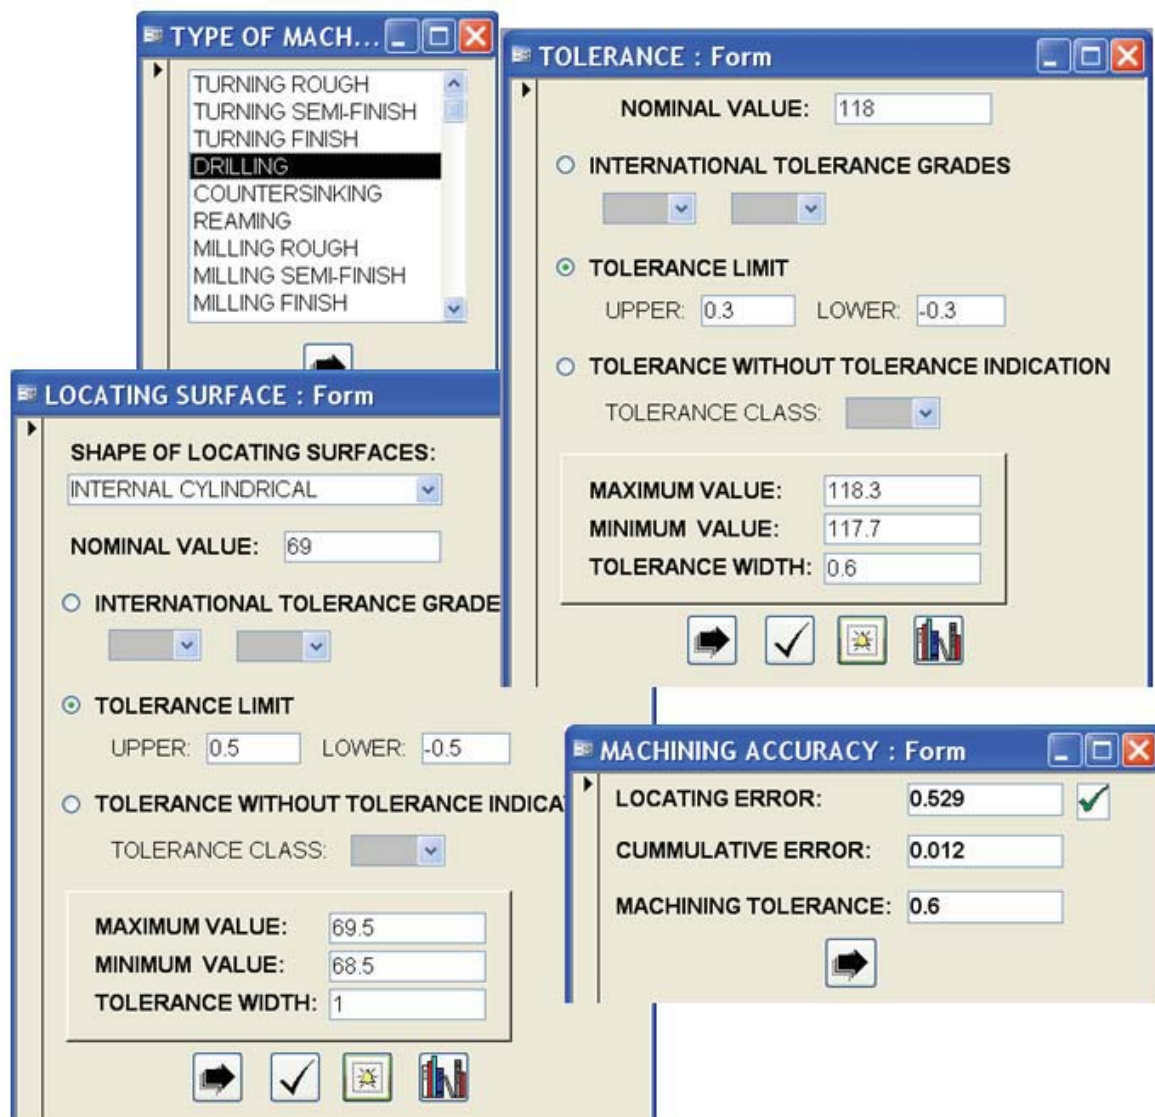 TYPE OF MACH...
TURNING ROUGH
TURNING SEMI-FINISH
TURNING FINISH
DRILLING
COUNTERSINKING
REAMING
MILLING ROUGH
MILLING SEMI-FINISH
MILLING FINISH
TOLERANCE : Form
NOMINAL VALUE: 118
INTERNATIONAL TOLERANCE GRADES
TOLERANCE LIMIT
UPPER: 0.3 LOWER: -0.3
TOLERANCE WITHOUT TOLERANCE INDICATION
TOLERANCE CLASS:
MAXIMUM VALUE: 118.3
MINIMUM VALUE: 117.7
TOLERANCE WIDTH: 0.6
LOCATING SURFACE : Form
SHAPE OF LOCATING SURFACES:
INTERNAL CYLINDRICAL
NOMINAL VALUE: 69
INTERNATIONAL TOLERANCE GRADE
TOLERANCE LIMIT
UPPER: 0.5 LOWER: -0.5
TOLERANCE WITHOUT TOLERANCE INDICA
TOLERANCE CLASS:
MAXIMUM VALUE: 69.5
MINIMUM VALUE: 68.5
TOLERANCE WIDTH: 1
MACHINING ACCURACY : Form
LOCATING ERROR: 0.529
CUMMULATIVE ERROR: 0.012
MACHINING TOLERANCE: 0.6